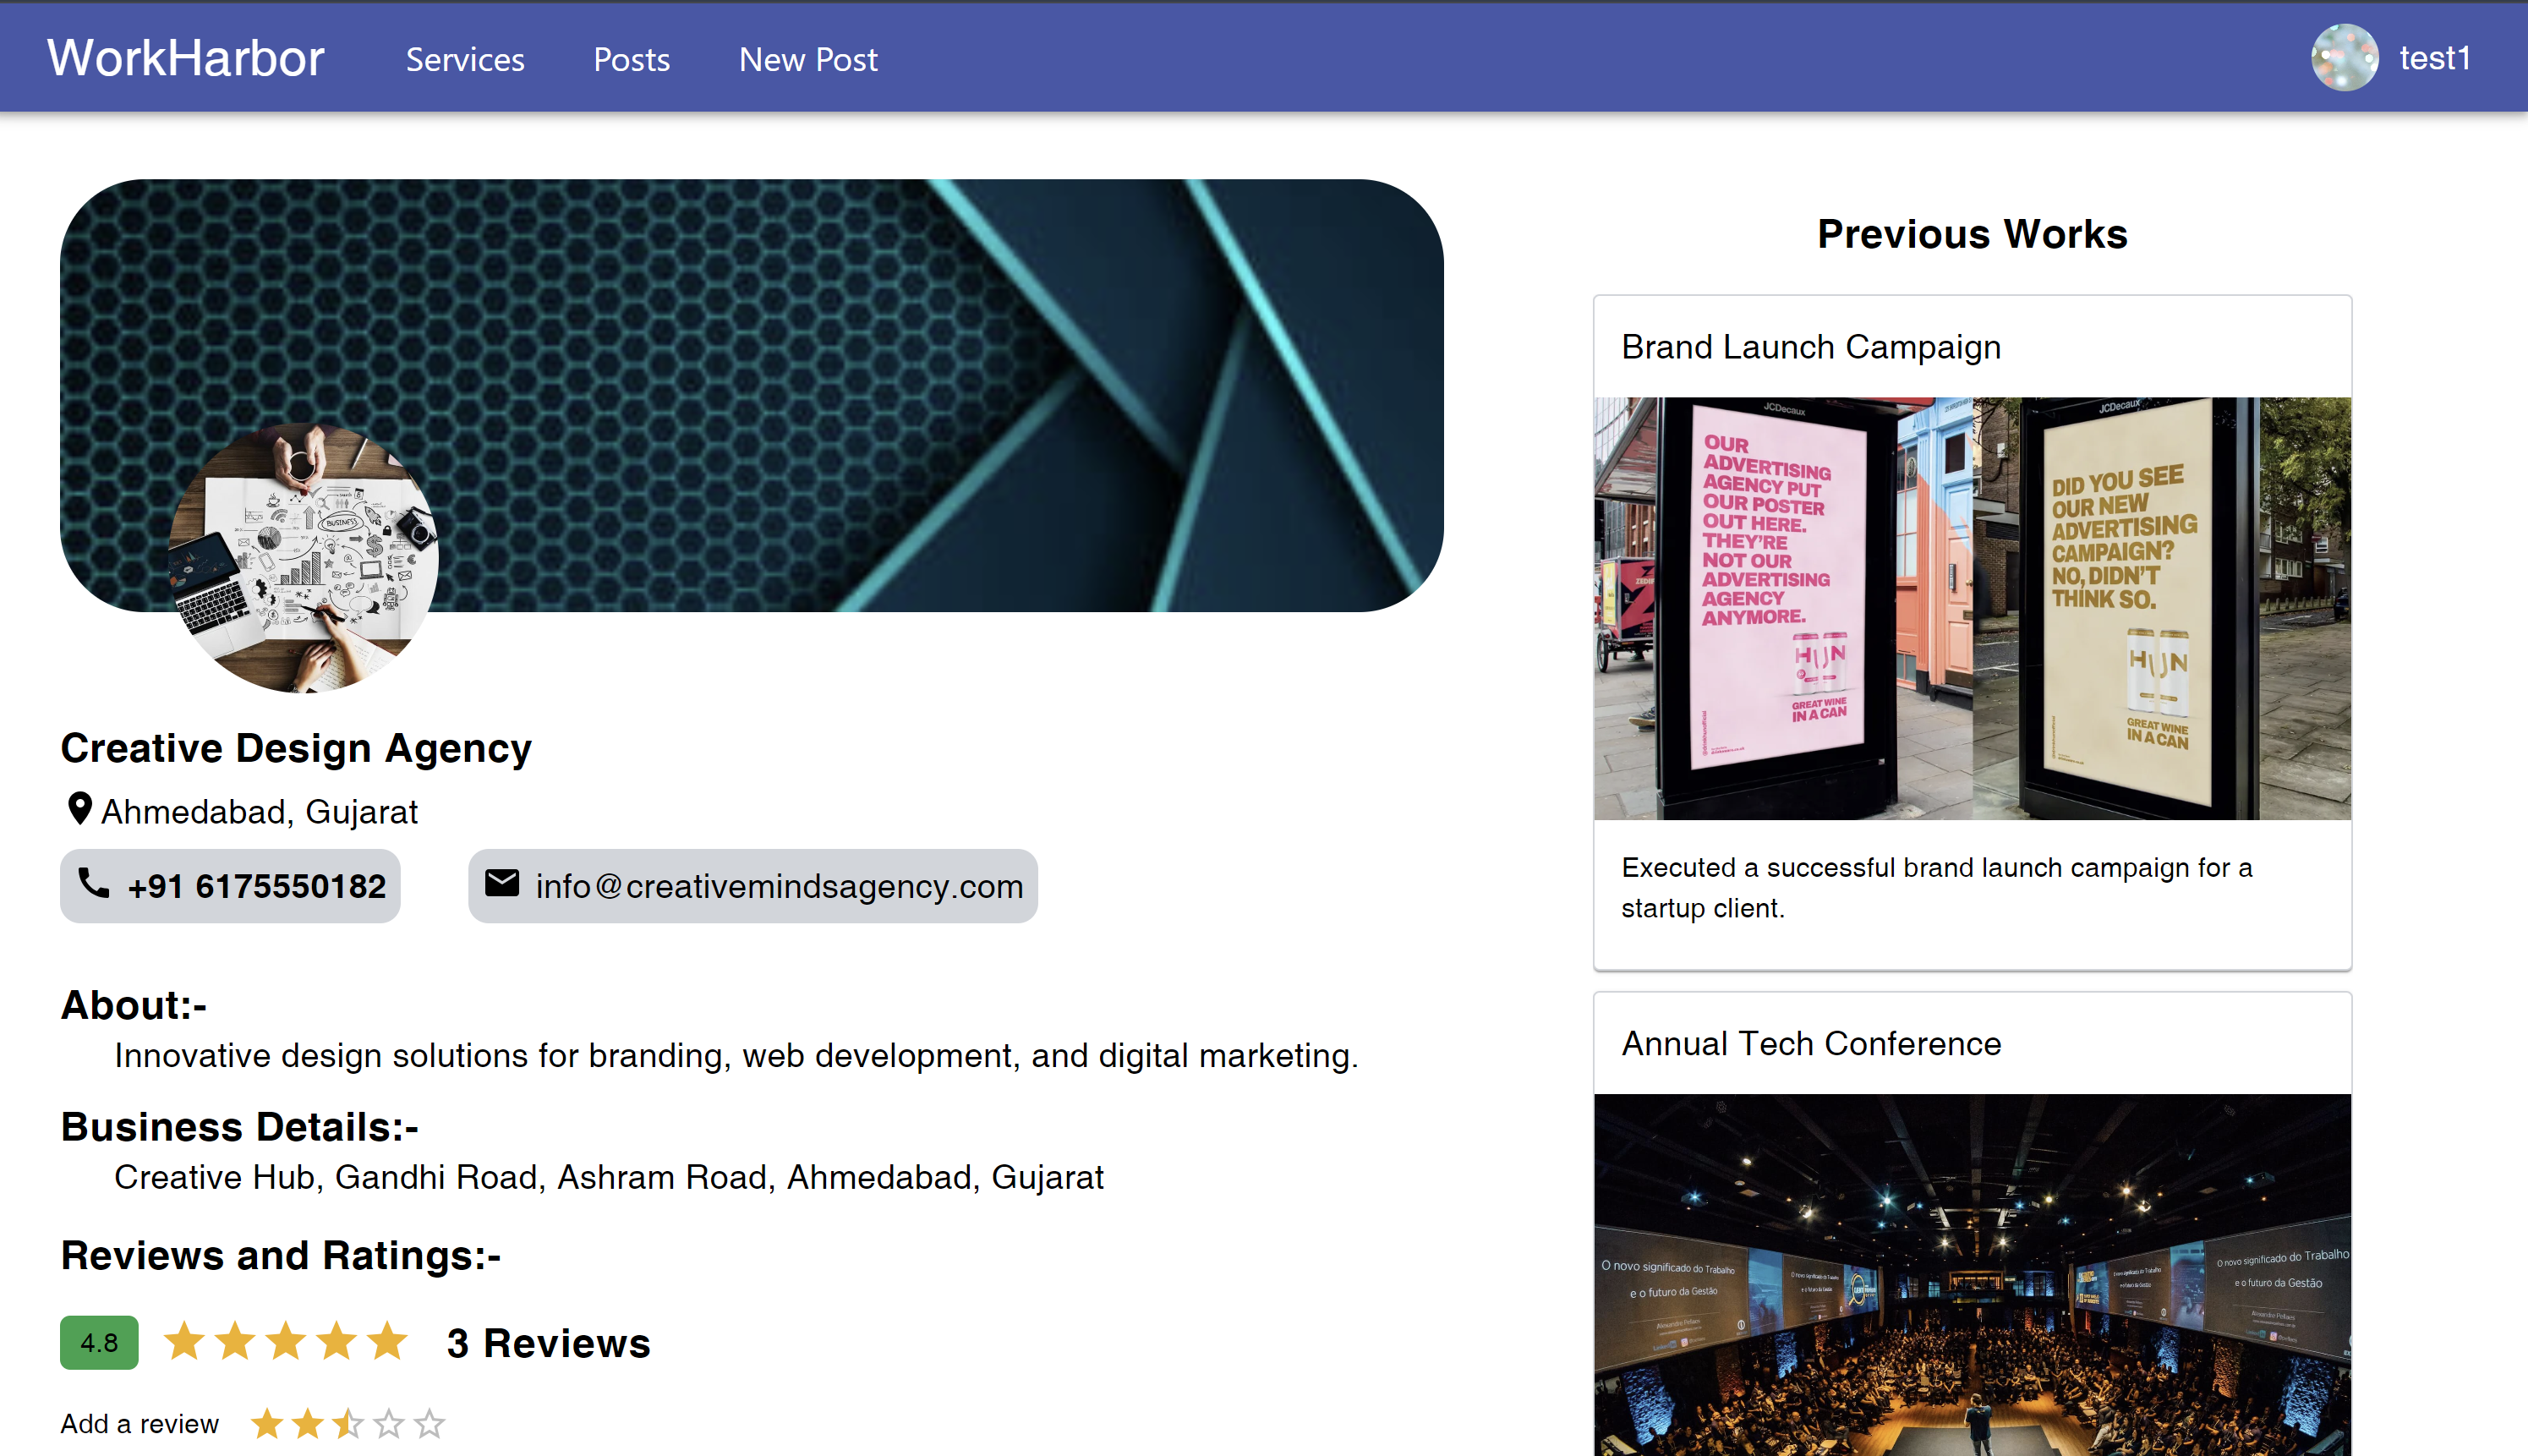 WorkHarbor
Services
Posts
New Post
test1
Creative Design Agency
Ahmedabad, Gujarat
+91 6175550182
info@creativemindsagency.com
About:-
Innovative design solutions for branding, web development, and digital marketing.
Business Details:-
Creative Hub, Gandhi Road, Ashram Road, Ahmedabad, Gujarat
Reviews and Ratings:-
4.8
3 Reviews
Add a review
BUSINESS
Previous Works
Brand Launch Campaign
JCDecaux
OUR
ADVERTISING
AGENCY PUT
OUR POSTER
OUT HERE.
THEY'RE
NOT OUR
ADVERTISING
AGENCY
ANYMORE.
HUN
GREAT WINE
IN A CAN
JCDecaux
DID YOU SEE
OUR NEW
ADVERTISING
CAMPAIGN?
NO, DIDN'T
THINK SO.
HUN
GREAT WINE
IN A CAN
Executed a successful brand launch campaign for a
startup client.
Annual Tech Conference
O novo significado do Trabalho
e o futuro da Gestão
O novo significado do Trabalho
e o futuro da Gestão